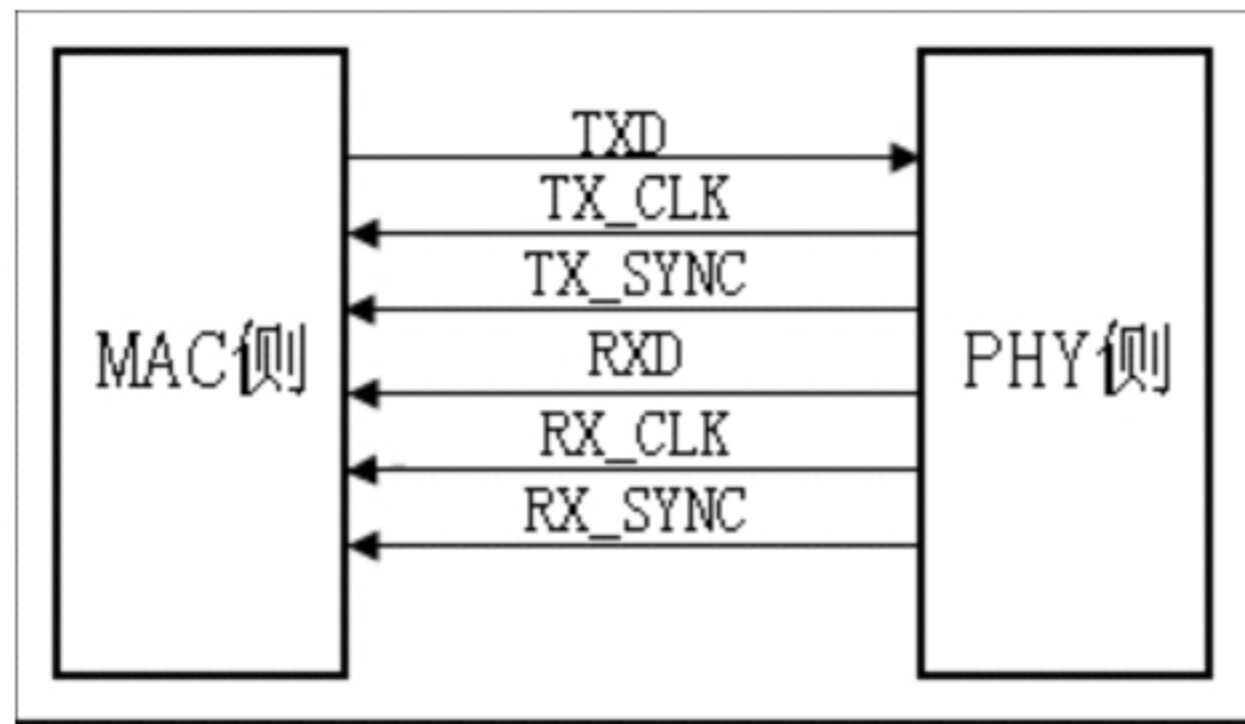 TXD
TX_CLK
TX_SYNC
MAC侧
RXD
PHY侧
RX_CLK
RX_SYNC